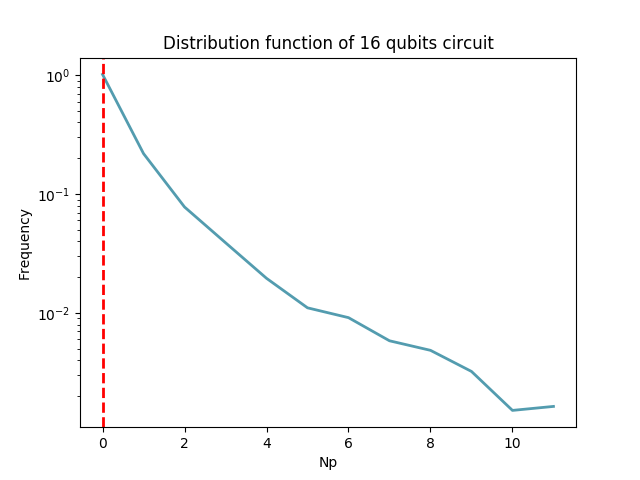 Distribution function of 16 qubits circuit
Frequency
10⁰
10⁻¹
10⁻²
0 2 4 6 8 10
Np